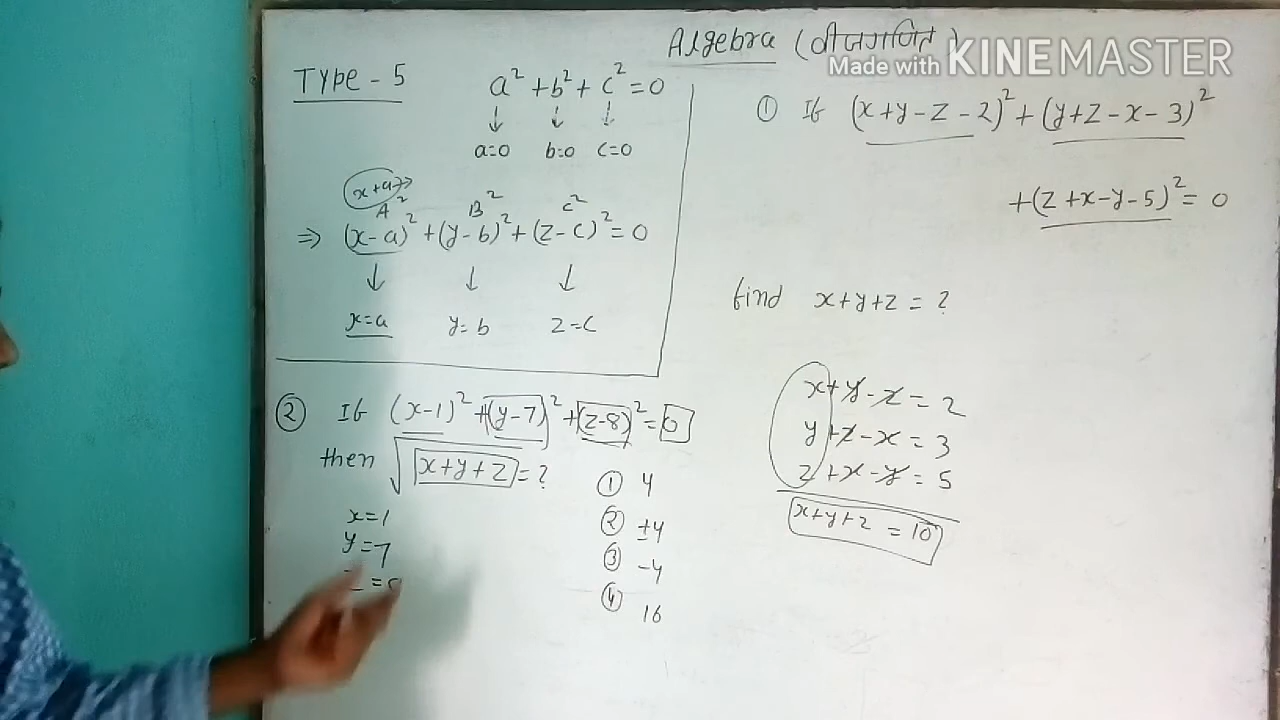 Algebra (बीजगणित)
Made with KINEMASTER
TYPE - 5
a² + b² + c² = 0
↓ ↓ ↓
a=0 b=0 c=0
x+a→
A² B² C²
⇒ (x-a)² + (y-b)² + (z-c)² = 0
↓ ↓ ↓
x=a y=b z=c
② If (x-1)² + (y-7)² + (z-8)² = 0
then √x+y+z = ?
① 4
② ±4
③ -4
④ 16
x=1
y=7
① If (x+y-z-2)² + (y+z-x-3)²
+(z+x-y-5)² = 0
find x+y+z = ?
x+y-z = 2
y+z-x = 3
z+x-y = 5
x+y+z = 10